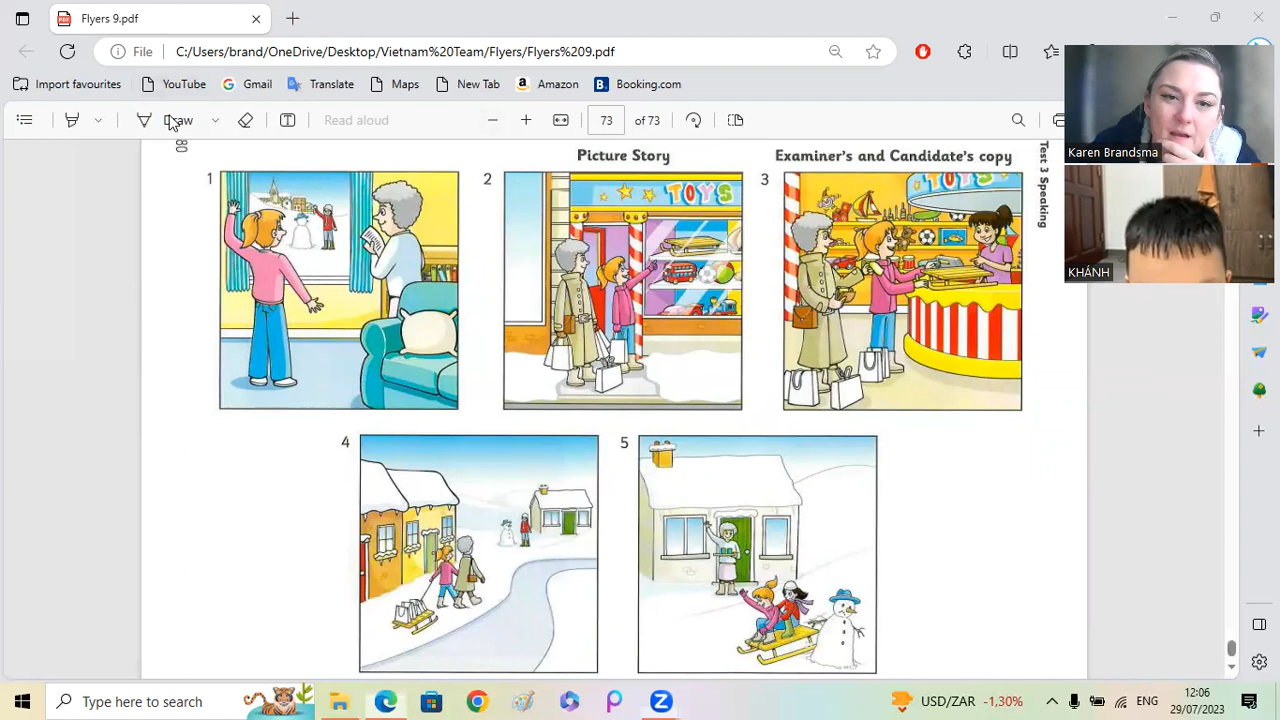 Flyers 9.pdf
File C:/Users/brand/OneDrive/Desktop/Vietnam%20Team/Flyers/Flyers%209.pdf
Import favourites YouTube Gmail Translate Maps New Tab Amazon Booking.com
Draw Read aloud 73 of 73
Karen Brandsma
KHÁNH
80
Picture Story Examiner's and Candidate's copy
Test 3 Speaking
1 2 3
TOYS
TOYS
4 5
Type here to search USD/ZAR -1,30% ENG 12:06
29/07/2023